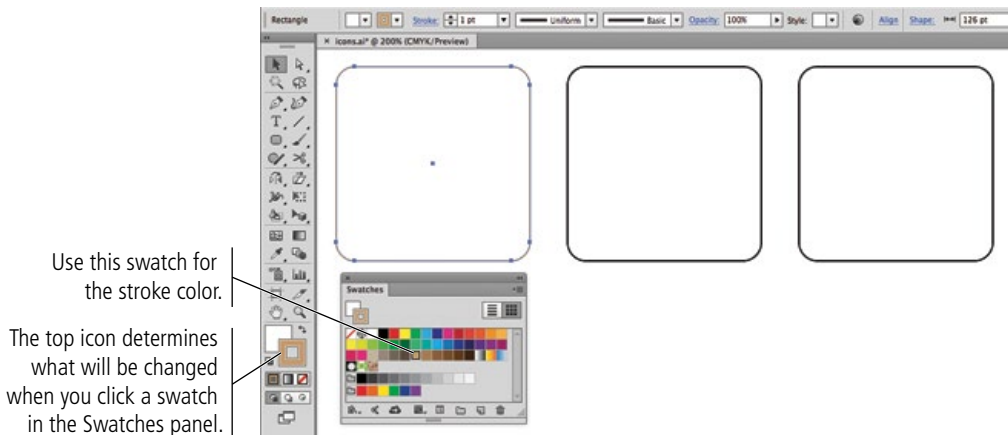 Rectangle Stroke: 1 pt Uniform Basic Opacity: 100% Style: Align Shape: 126 pt
× icons.ai* @ 200% (CMYK/Preview)
Swatches
Use this swatch for
the stroke color.
The top icon determines
what will be changed
when you click a swatch
in the Swatches panel.